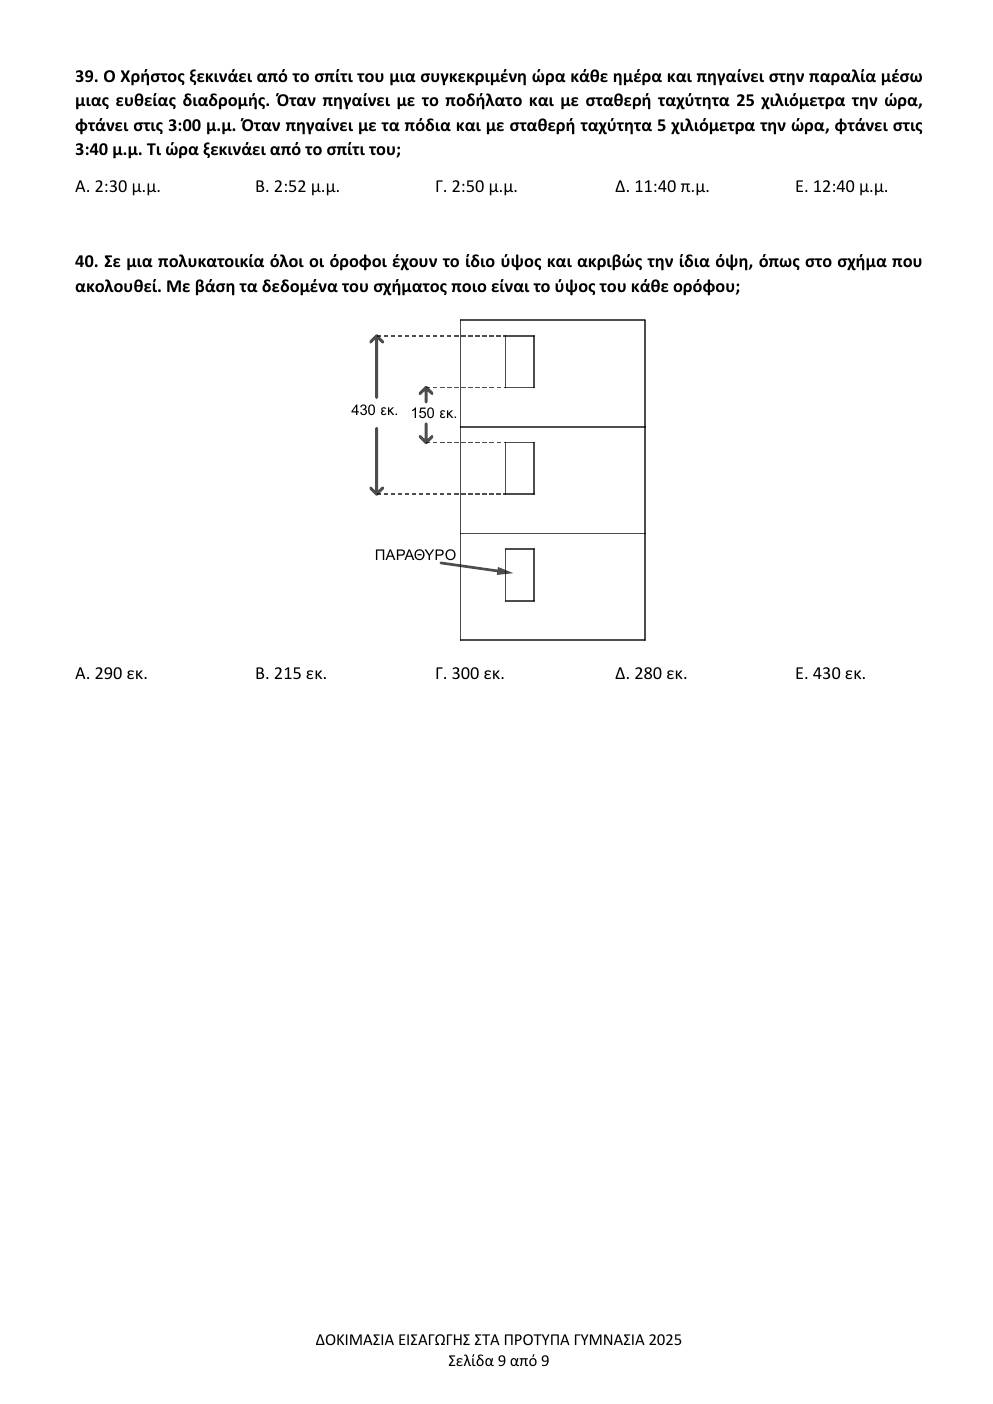 39. Ο Χρήστος ξεκινάει από το σπίτι του μια συγκεκριμένη ώρα κάθε ημέρα και πηγαίνει στην παραλία μέσω
μιας ευθείας διαδρομής. Όταν πηγαίνει με το ποδήλατο και με σταθερή ταχύτητα 25 χιλιόμετρα την ώρα,
φτάνει στις 3:00 μ.μ. Όταν πηγαίνει με τα πόδια και με σταθερή ταχύτητα 5 χιλιόμετρα την ώρα, φτάνει στις
3:40 μ.μ. Τι ώρα ξεκινάει από το σπίτι του;
Α. 2:30 μ.μ. Β. 2:52 μ.μ. Γ. 2:50 μ.μ. Δ. 11:40 π.μ. Ε. 12:40 μ.μ.
40. Σε μια πολυκατοικία όλοι οι όροφοι έχουν το ίδιο ύψος και ακριβώς την ίδια όψη, όπως στο σχήμα που
ακολουθεί. Με βάση τα δεδομένα του σχήματος ποιο είναι το ύψος του κάθε ορόφου;
430 εκ. 150 εκ.
ΠΑΡΑΘΥΡΟ
Α. 290 εκ. Β. 215 εκ. Γ. 300 εκ. Δ. 280 εκ. Ε. 430 εκ.
ΔΟΚΙΜΑΣΙΑ ΕΙΣΑΓΩΓΗΣ ΣΤΑ ΠΡΟΤΥΠΑ ΓΥΜΝΑΣΙΑ 2025
Σελίδα 9 από 9